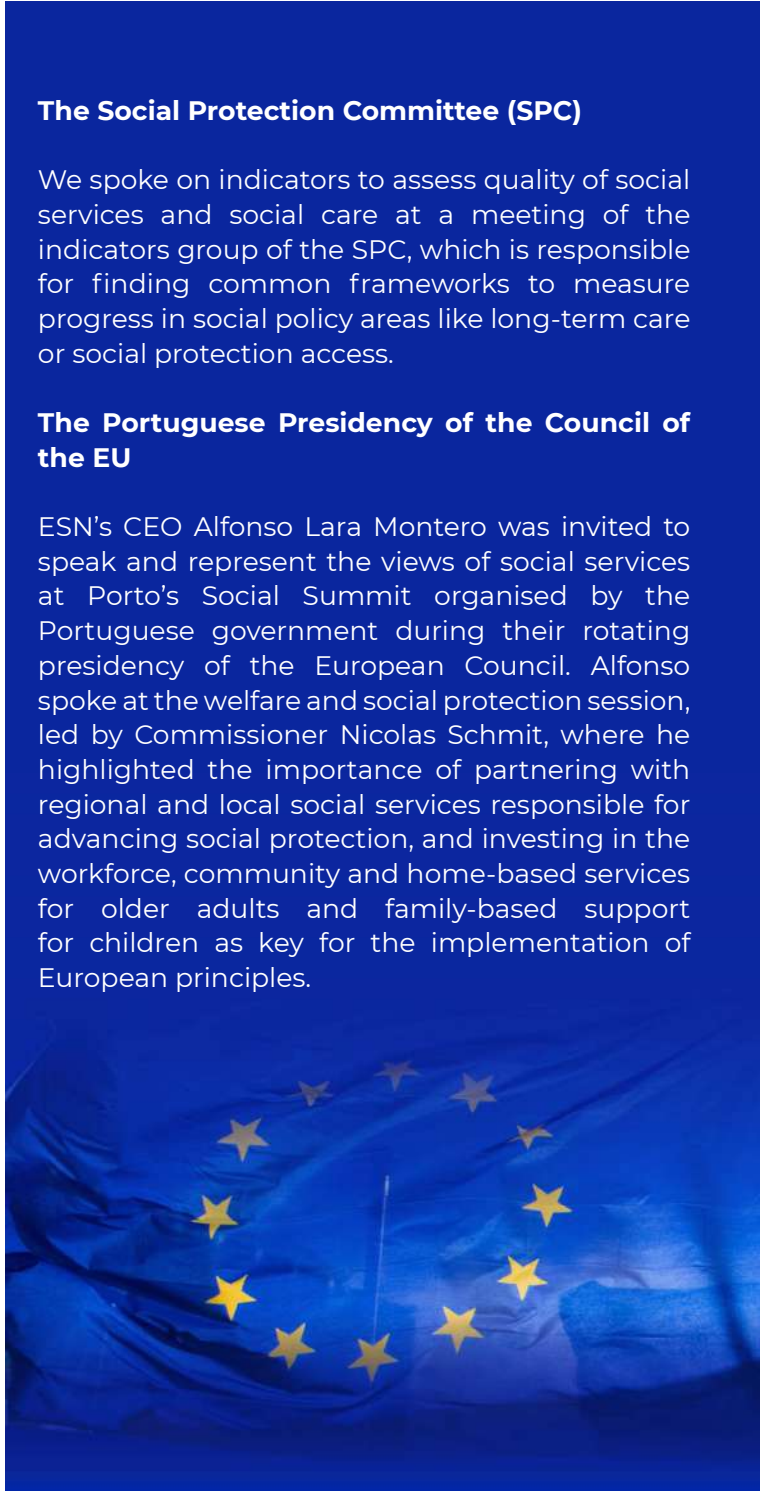 The Social Protection Committee (SPC)
We spoke on indicators to assess quality of social
services and social care at a meeting of the
indicators group of the SPC, which is responsible
for finding common frameworks to measure
progress in social policy areas like long-term care
or social protection access.
The Portuguese Presidency of the Council of
the EU
ESN’s CEO Alfonso Lara Montero was invited to
speak and represent the views of social services
at Porto’s Social Summit organised by the
Portuguese government during their rotating
presidency of the European Council. Alfonso
spoke at the welfare and social protection session,
led by Commissioner Nicolas Schmit, where he
highlighted the importance of partnering with
regional and local social services responsible for
advancing social protection, and investing in the
workforce, community and home-based services
for older adults and family-based support
for children as key for the implementation of
European principles.